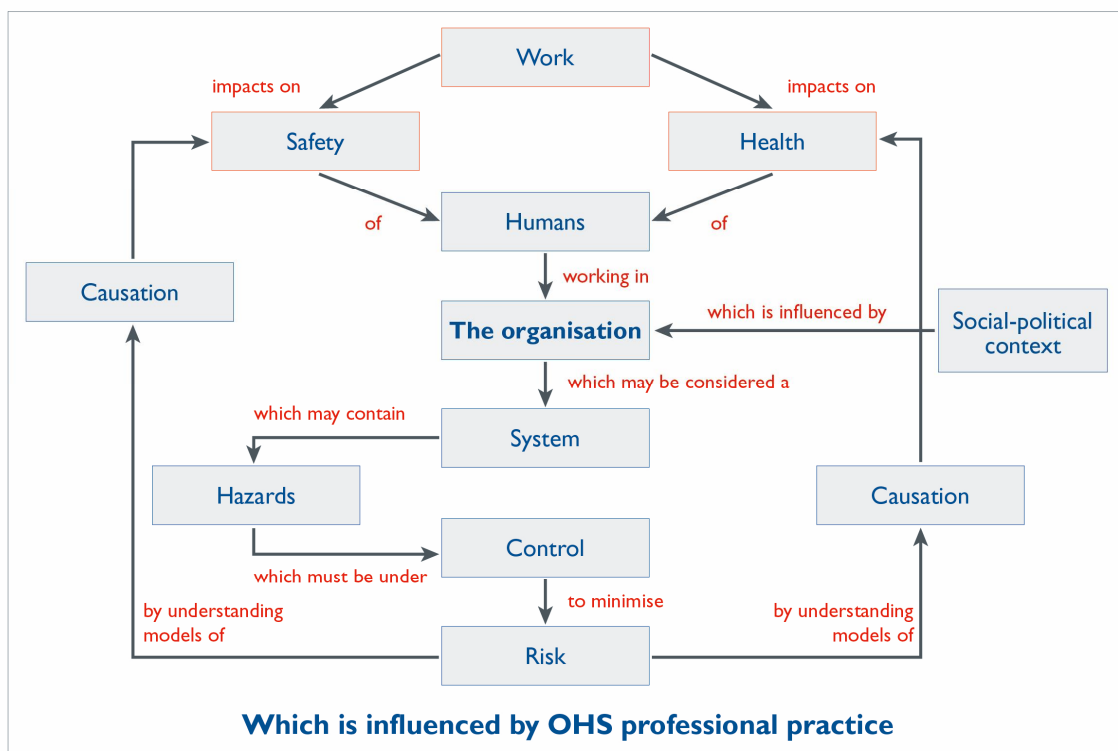 Work
impacts on
impacts on
Safety
Health
of
Humans
of
working in
Causation
The organisation
which is influenced by
Social-political
context
which may be considered a
which may contain
System
Hazards
Causation
Control
which must be under
to minimise
by understanding
models of
by understanding
models of
Risk
Which is influenced by OHS professional practice